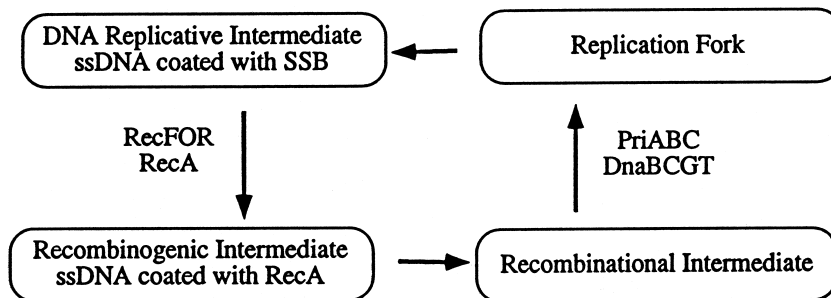 DNA Replicative Intermediate
ssDNA coated with SSB
Replication Fork
RecFOR
RecA
PriABC
DnaBCGT
Recombinogenic Intermediate
ssDNA coated with RecA
Recombinational Intermediate